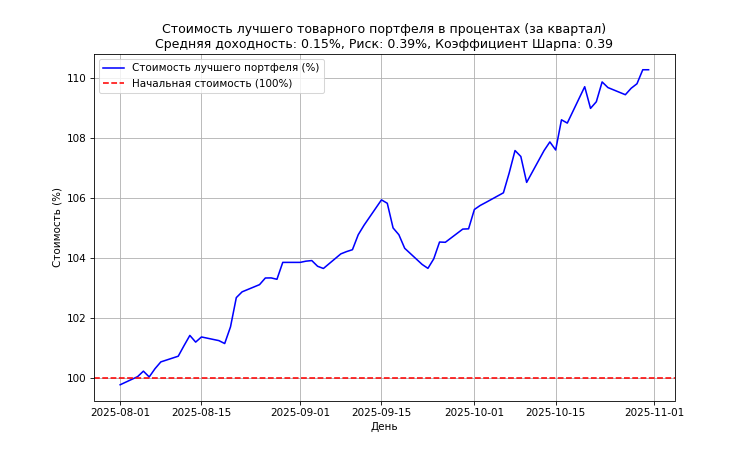 Стоимость лучшего товарного портфеля в процентах (за квартал)
Средняя доходность: 0.15%, Риск: 0.39%, Коэффициент Шарпа: 0.39
Стоимость лучшего портфеля (%)
Начальная стоимость (100%)
Стоимость (%)
110
108
106
104
102
100
2025-08-01 2025-08-15 2025-09-01 2025-09-15 2025-10-01 2025-10-15 2025-11-01
День